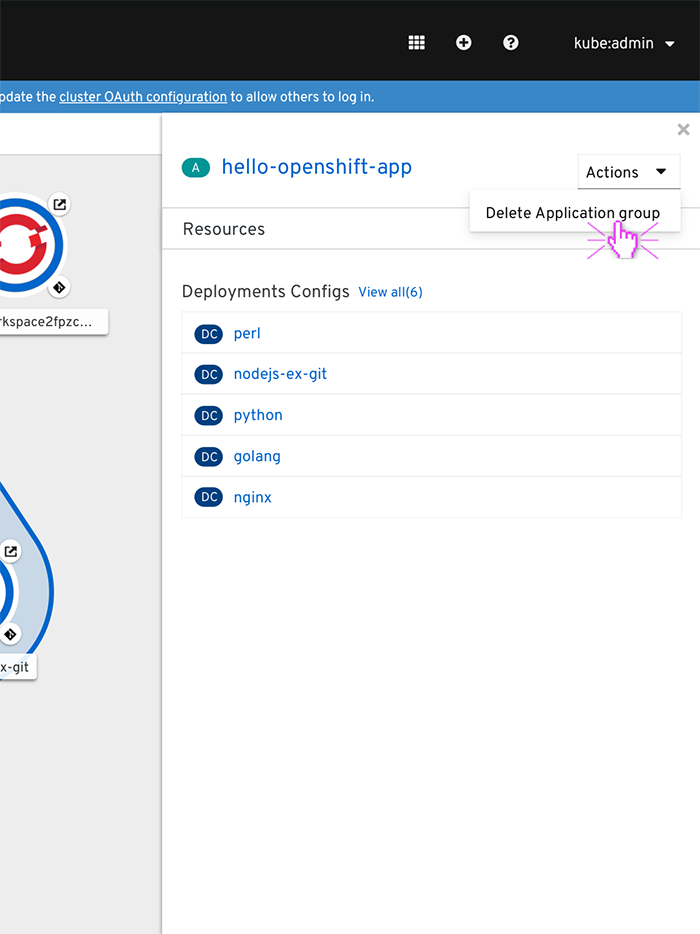 kube:admin
pdate the cluster OAuth configuration to allow others to log in.
A hello-openshift-app
Actions
Delete Application group
Resources
Deployments Configs View all(6)
DC perl
DC nodejs-ex-git
DC python
DC golang
DC nginx
rkspace2fpzc...
x-git